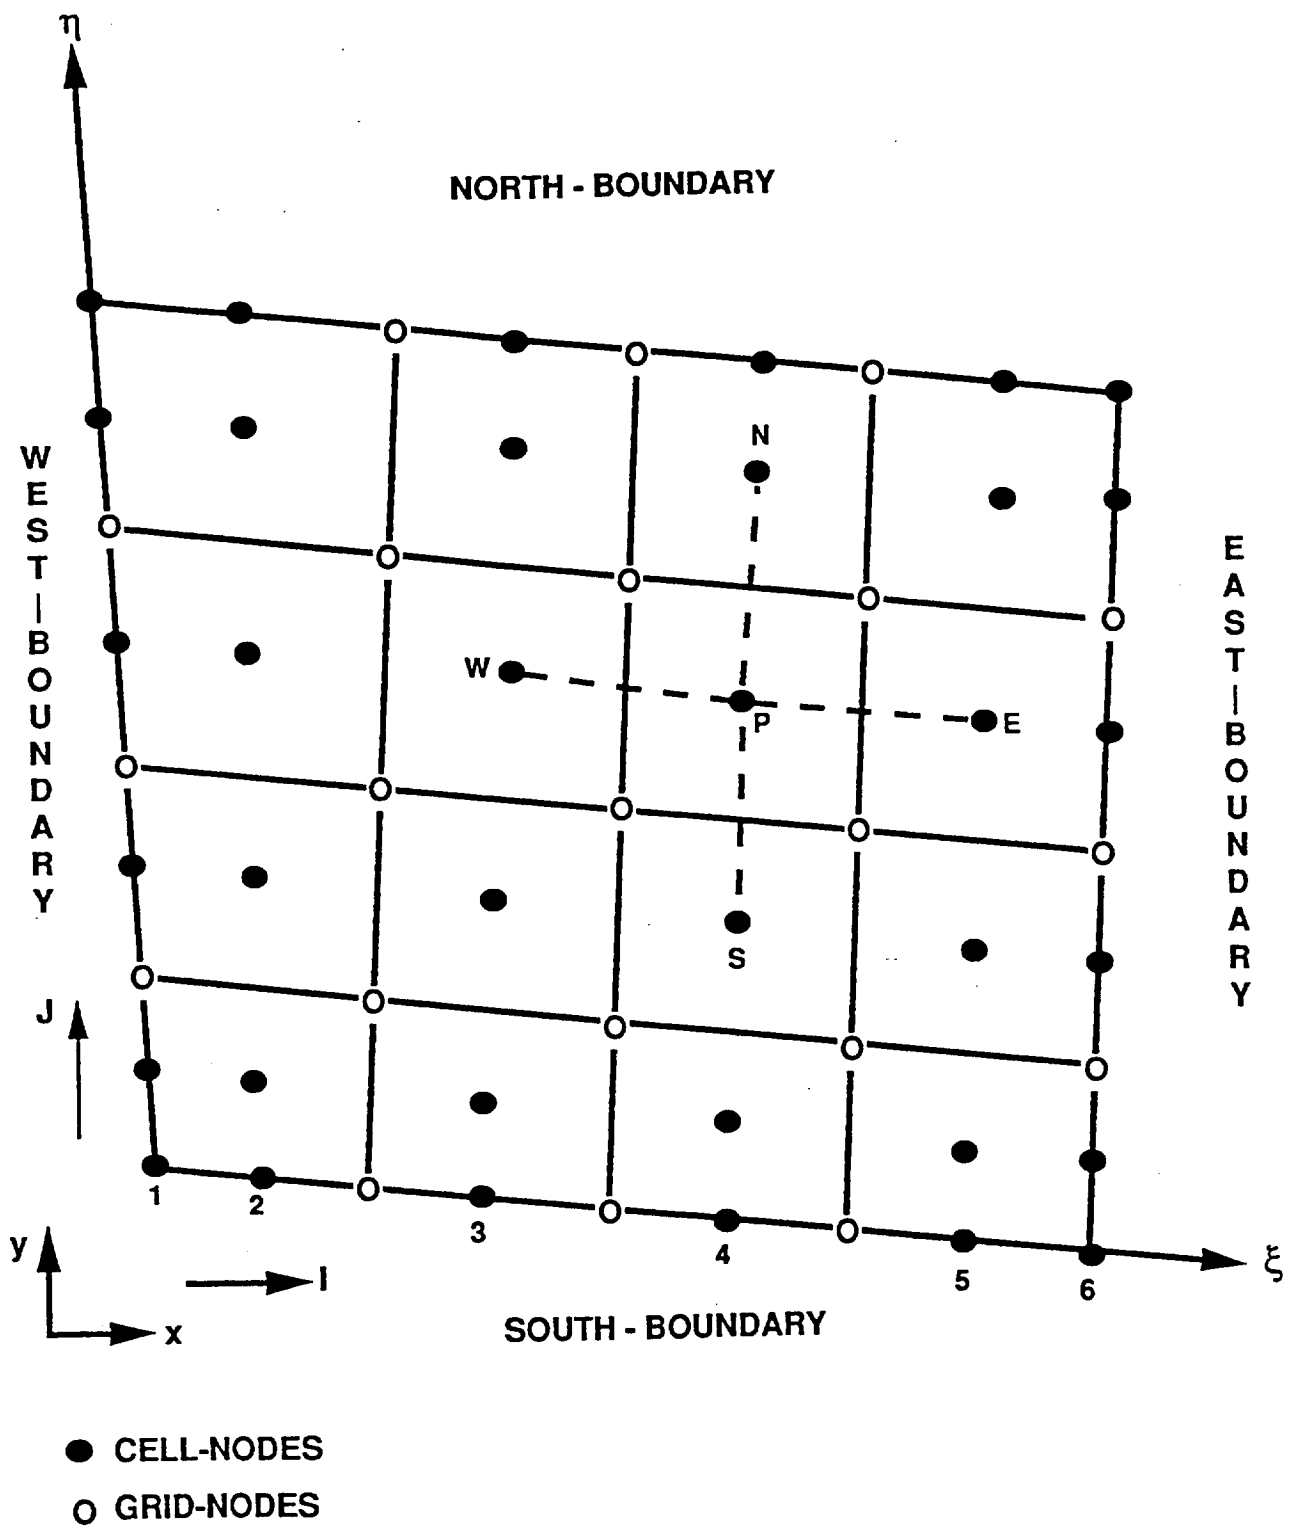 η
NORTH - BOUNDARY
N
WEST-BOUNDARY
EAST-BOUNDARY
W
P
E
S
J
1
2
3
4
5
6
y
I
ξ
x
SOUTH - BOUNDARY
CELL-NODES
GRID-NODES